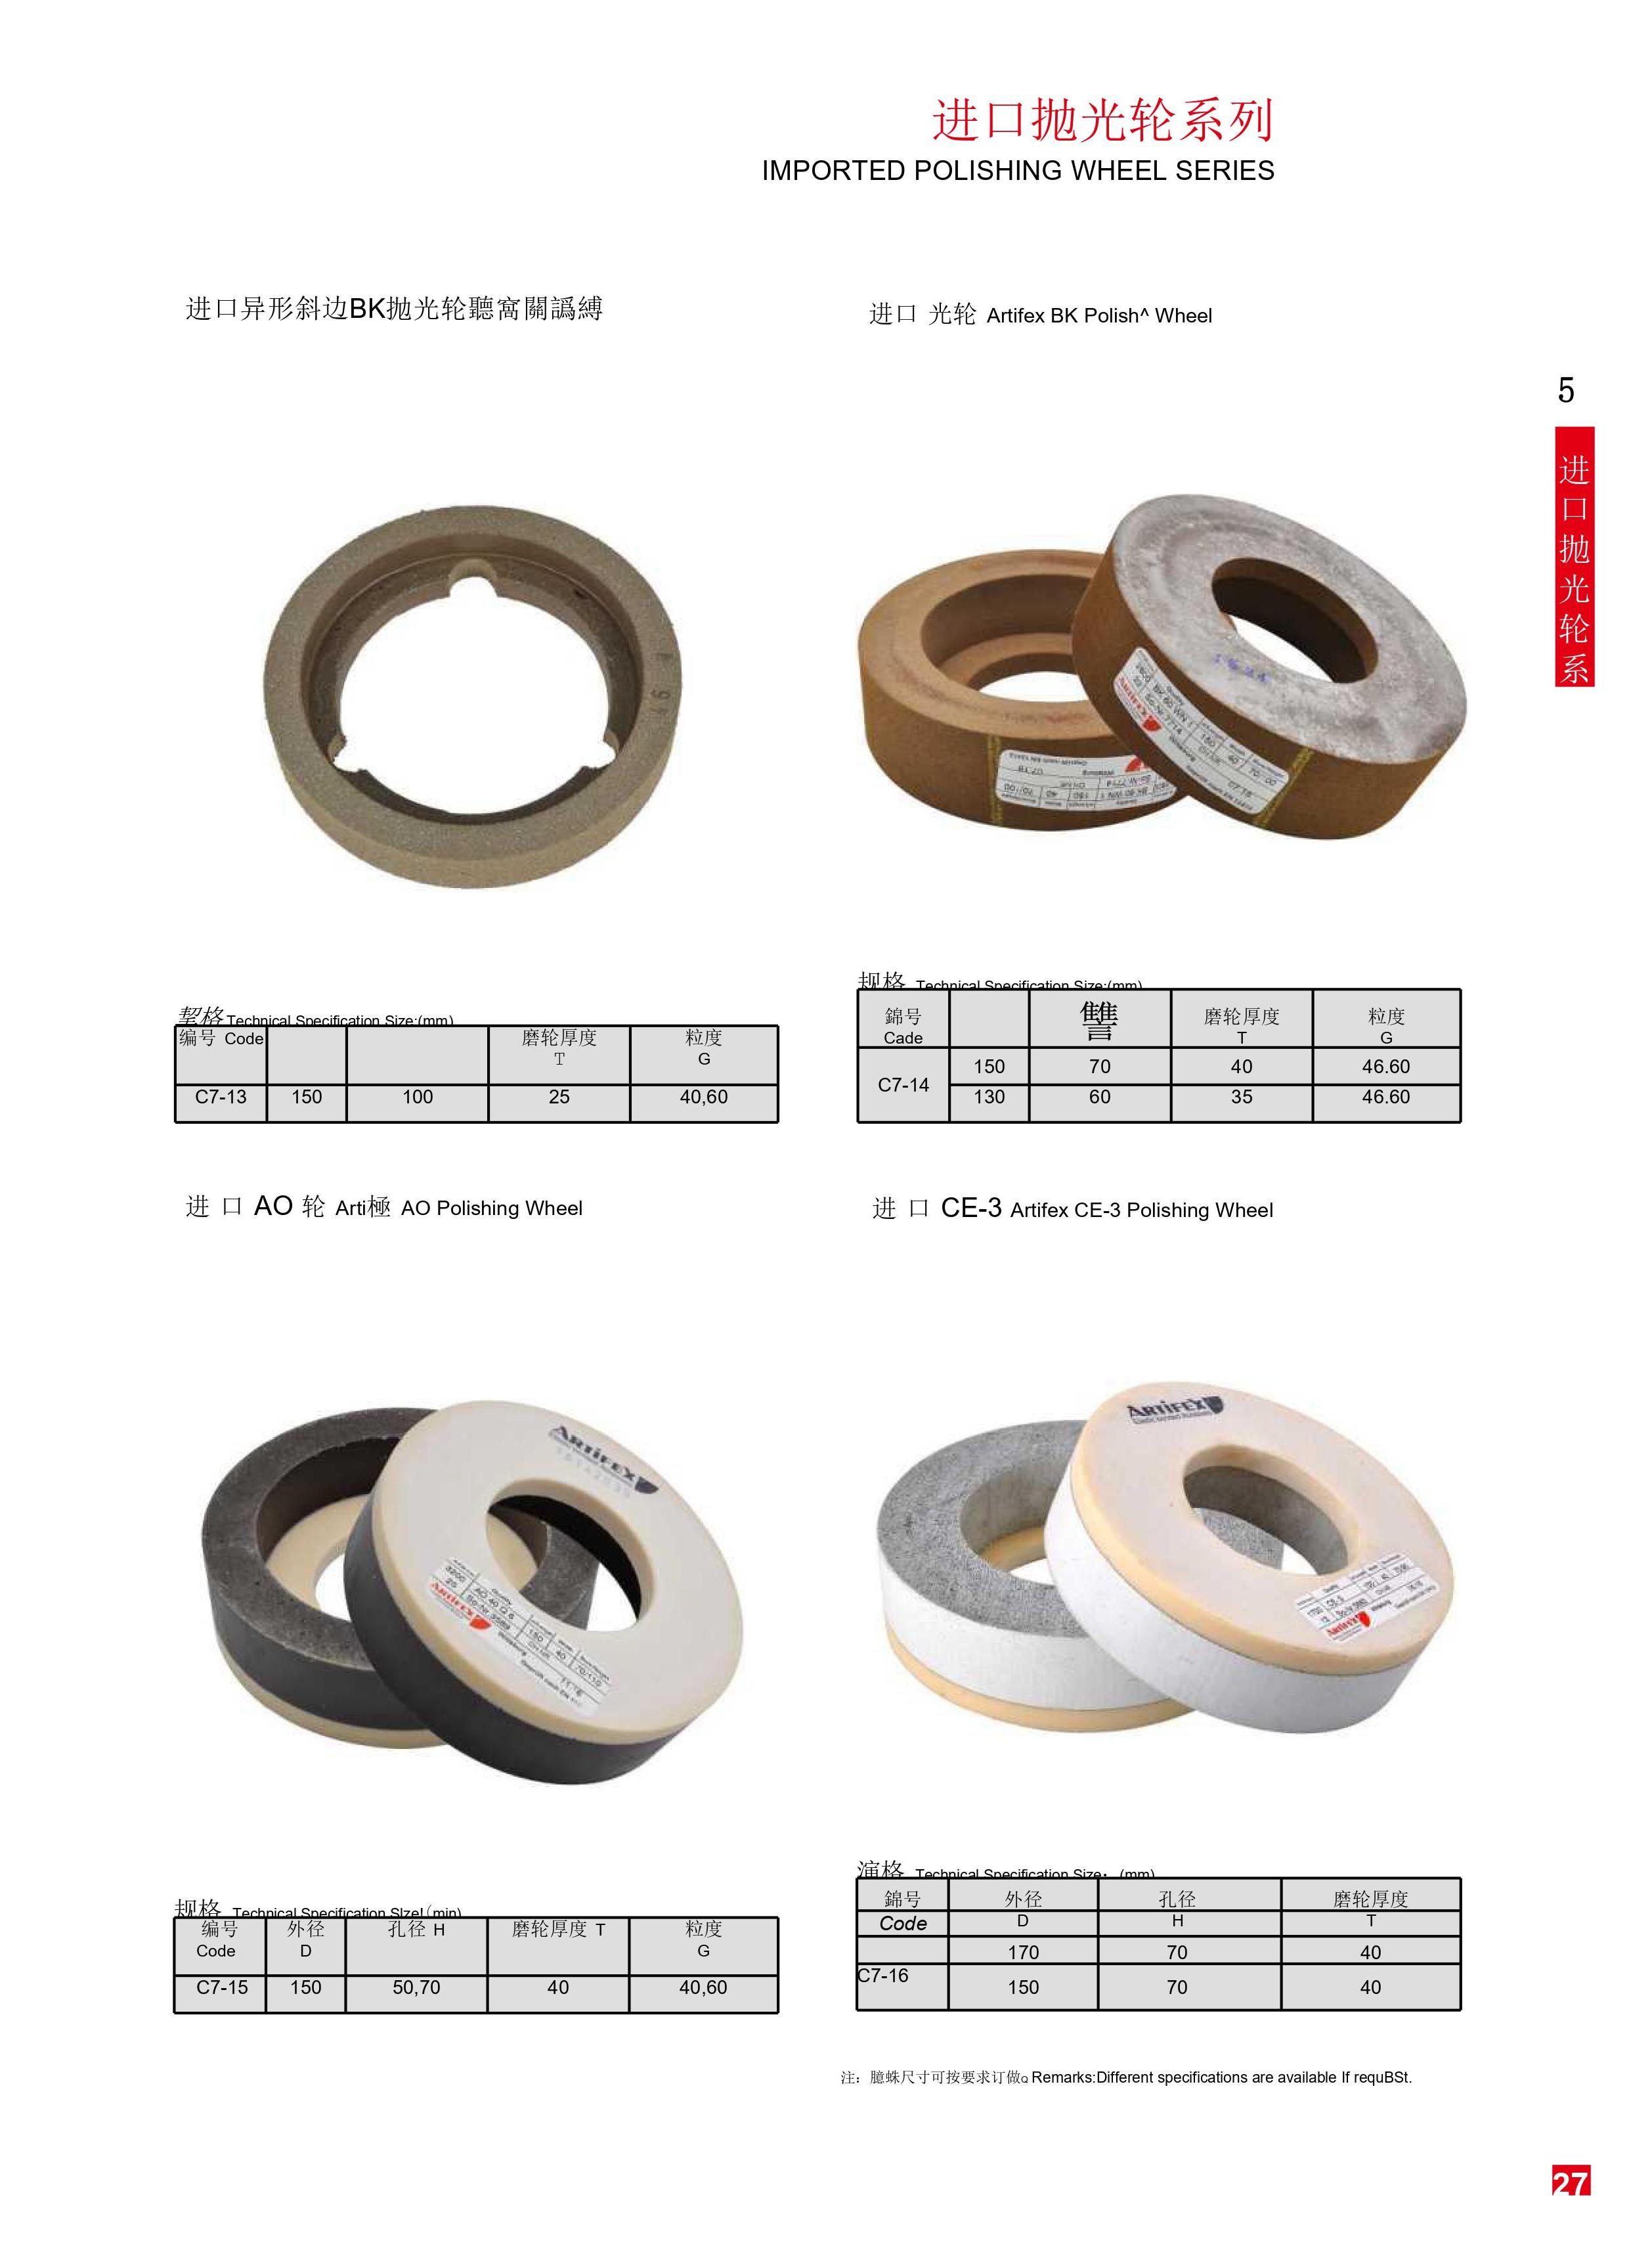 进口抛光轮系列
IMPORTED POLISHING WHEEL SERIES
进口异形斜边BK抛光轮聽窩關譌縛
进口 光轮 Artifex BK Polish^ Wheel
5
进口抛光轮系
规格 Technical Specification Size:(mm)
錦号 讐 磨轮厚度 粒度
Cade T G
C7-14 150 70 40 46.60
130 60 35 46.60
契格 Technical Specification Size:(mm)
编号 Code 磨轮厚度 粒度
T G
C7-13 150 100 25 40,60
进 口 AO 轮 Arti極 AO Polishing Wheel
进 口 CE-3 Artifex CE-3 Polishing Wheel
ARTIFEX
ARTIFEX
规格 Technical Specification SIze!(min)
编号 外径 孔径 H 磨轮厚度 T 粒度
Code D G
C7-15 150 50,70 40 40,60
演格 Technical Specification Size: (mm)
錦号 外径 孔径 磨轮厚度
Code D H T
170 70 40
C7-16 150 70 40
注：臆蛛尺寸可按要求订做。Remarks:Different specifications are available If requBSt.
27